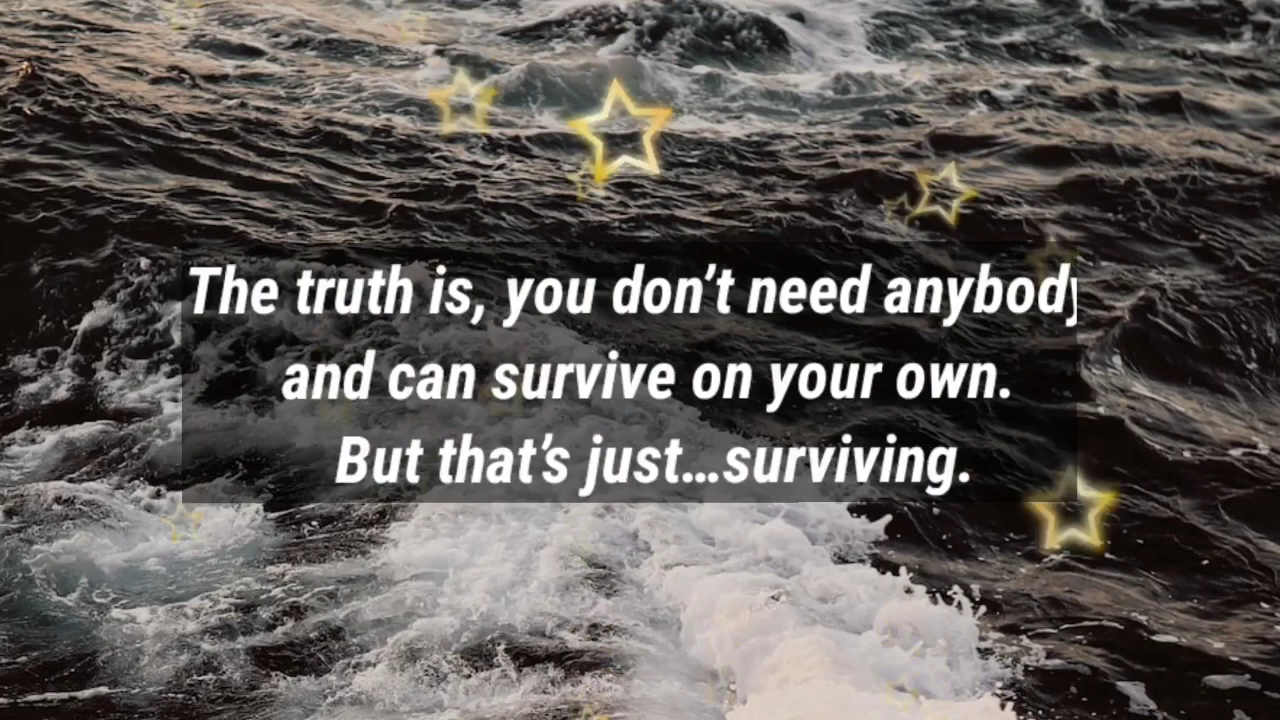 The truth is, you don’t need anybody
and can survive on your own.
But that’s just...surviving.